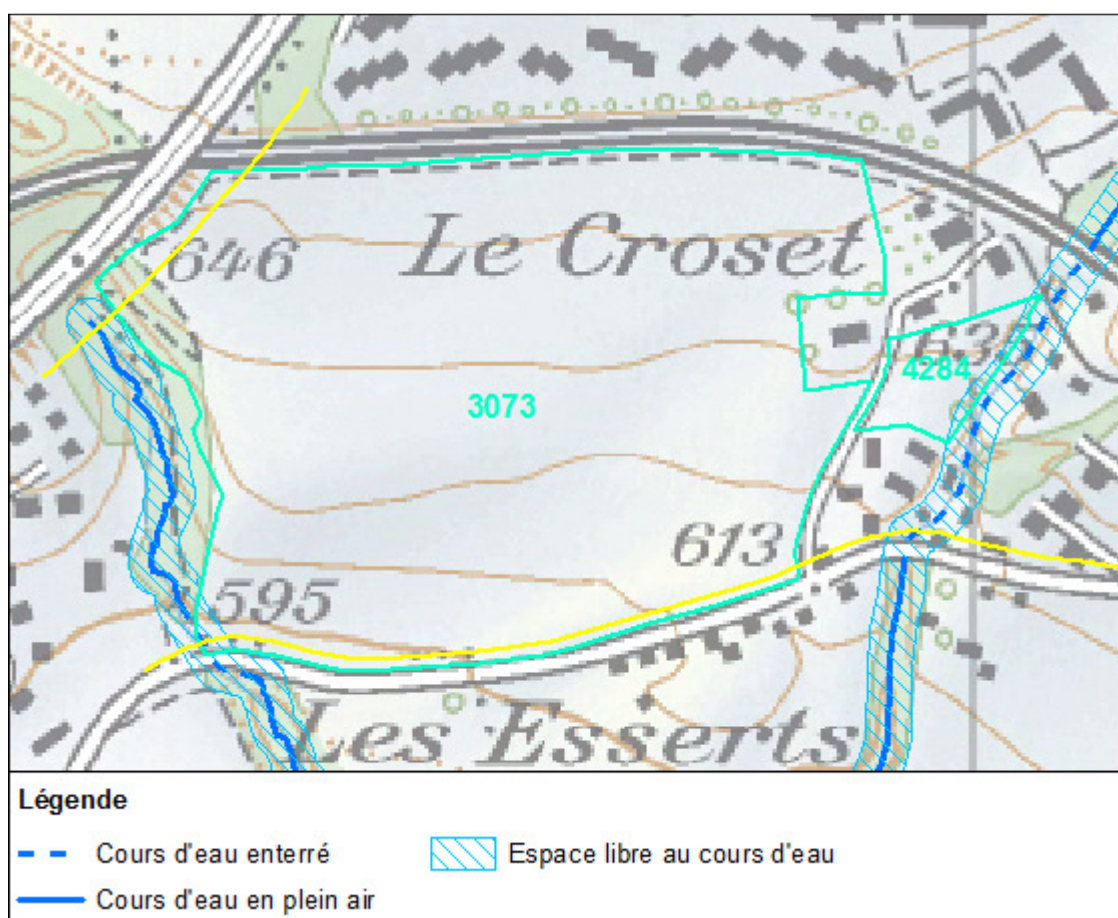 646
Le Croset
4284
3073
613
595
Les Esserts
Légende
Cours d'eau enterré
Espace libre au cours d'eau
Cours d'eau en plein air